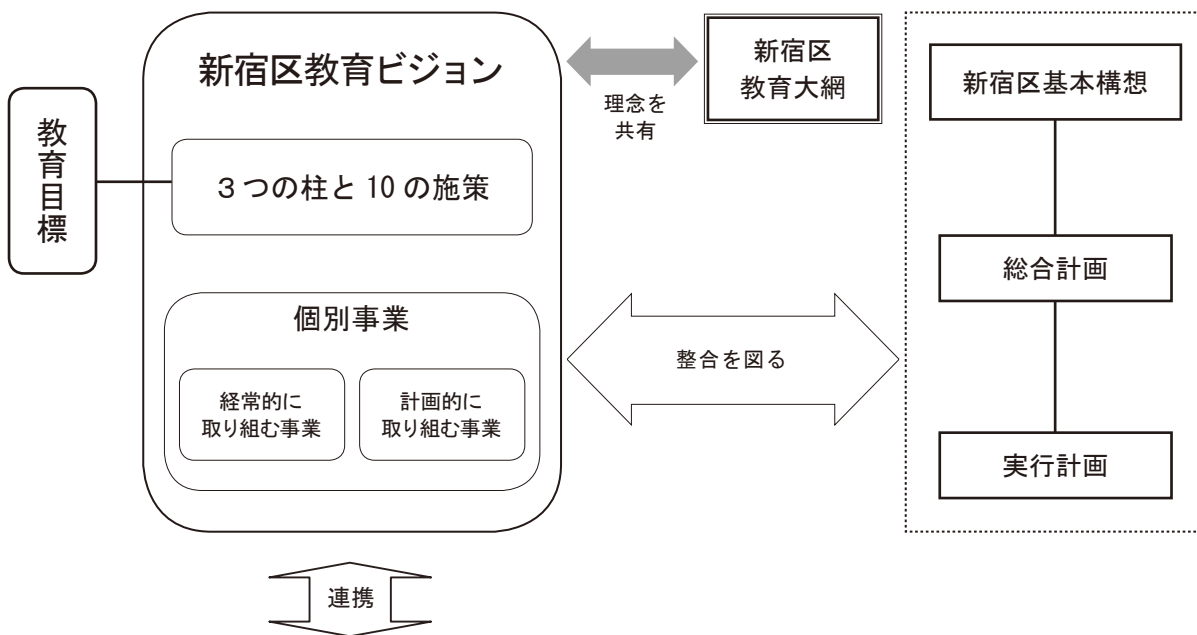 新宿区教育ビジョン
教育目標
3つの柱と10の施策
個別事業
経常的に
取り組む事業
計画的に
取り組む事業
理念を
共有
新宿区
教育大網
整合を図る
新宿区基本構想
総合計画
実行計画
連携